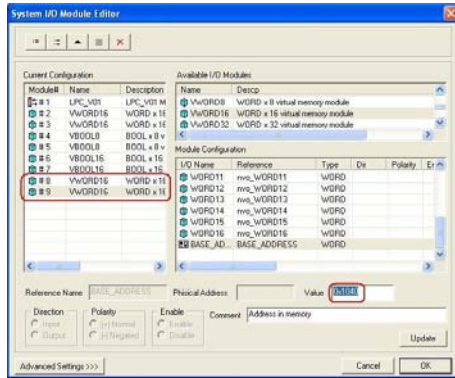 System I/O Module Editor
Current Configuration
Module# Name Description
# 1 LPC_V01 LPC_V01 M
# 2 VWORD16 WORD x 16
# 3 VWORD16 WORD x 16
# 4 VBOOL8 BOOL x 8 v
# 5 VBOOL8 BOOL x 8 v
# 6 VBOOL16 BOOL x 16
# 7 VBOOL16 BOOL x 16
# 8 VWORD16 WORD x 16
# 9 VWORD16 WORD x 16
Available I/O Modules
Name Descp
VWORD8 WORD x 8 virtual memory module
VWORD16 WORD x 16 virtual memory module
VWORD32 WORD x 32 virtual memory module
Module Configuration
I/O Name Reference Type Dir Polarity
WORD11 nvo_WORD11 WORD
WORD12 nvo_WORD12 WORD
WORD13 nvo_WORD13 WORD
WORD14 nvo_WORD14 WORD
WORD15 nvo_WORD15 WORD
WORD16 nvo_WORD16 WORD
BASE_AD... BASE_ADDRESS WORD
Reference Name BASE_ADDRESS Phisical Address Value 0x1040
Direction Polarity Enable Comment Address in memory
Input (+) Normal Enable
Output (-) Negated Disable
Update
Advanced Settings >>> Cancel OK